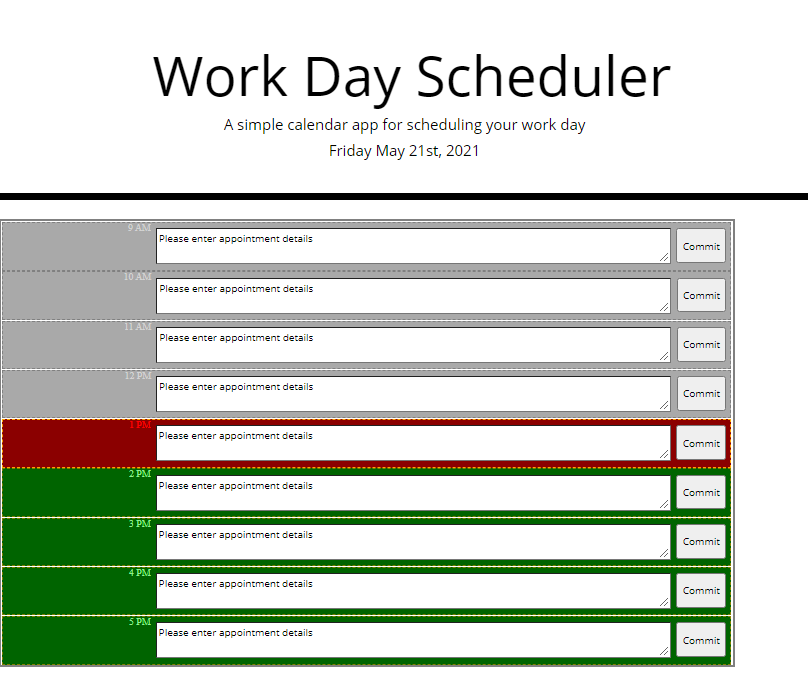 Work Day Scheduler
A simple calendar app for scheduling your work day
Friday May 21st, 2021
9 AM Please enter appointment details Commit
10 AM Please enter appointment details Commit
11 AM Please enter appointment details Commit
12 PM Please enter appointment details Commit
1 PM Please enter appointment details Commit
2 PM Please enter appointment details Commit
3 PM Please enter appointment details Commit
4 PM Please enter appointment details Commit
5 PM Please enter appointment details Commit